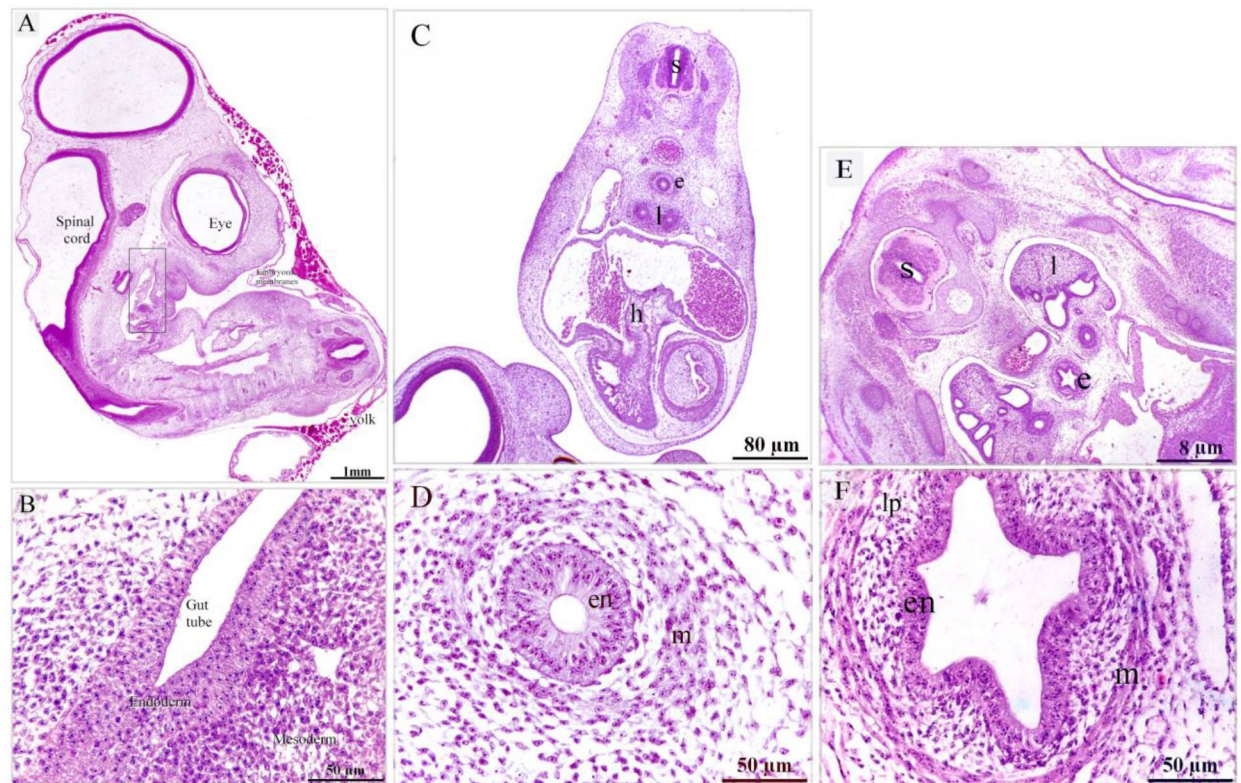 A
Spinal
cord
Eye
Embryonic
membranes
yolk
1mm
B
Gut
tube
Endoderm
Mesoderm
50 µm
C
s
e
l
h
80 µm
D
en
m
50 µm
E
s
l
e
8 µm
F
lp
en
m
50 µm